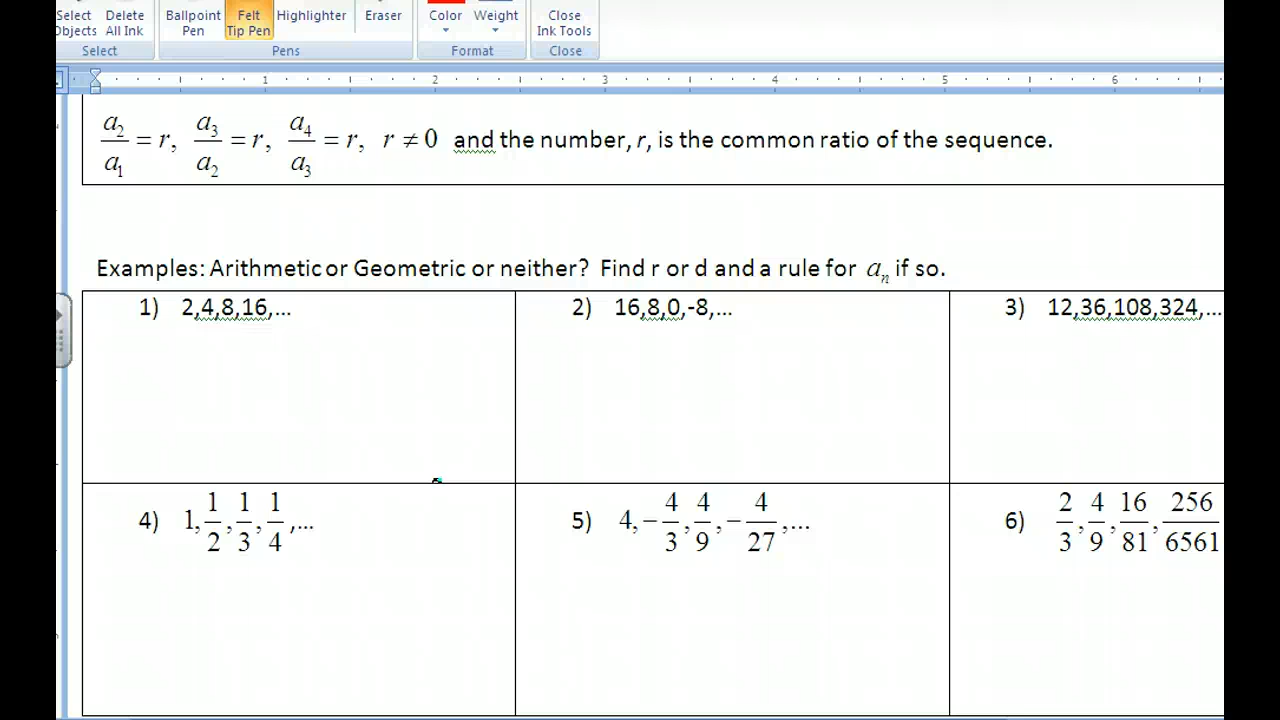 Select Objects Delete All Ink Ballpoint Pen Felt Tip Pen Highlighter Eraser Color Weight Close Ink Tools
Select Pens Format Close
1 2 3 4 5 6
a₂/a₁ = r, a₃/a₂ = r, a₄/a₃ = r, r ≠ 0 and the number, r, is the common ratio of the sequence.
Examples: Arithmetic or Geometric or neither? Find r or d and a rule for aₙ if so.
1) 2,4,8,16,... 2) 16,8,0,-8,... 3) 12,36,108,324,...
4) 1, 1/2, 1/3, 1/4, ... 5) 4, -4/3, 4/9, -4/27, ... 6) 2/3, 4/9, 16/81, 256/6561